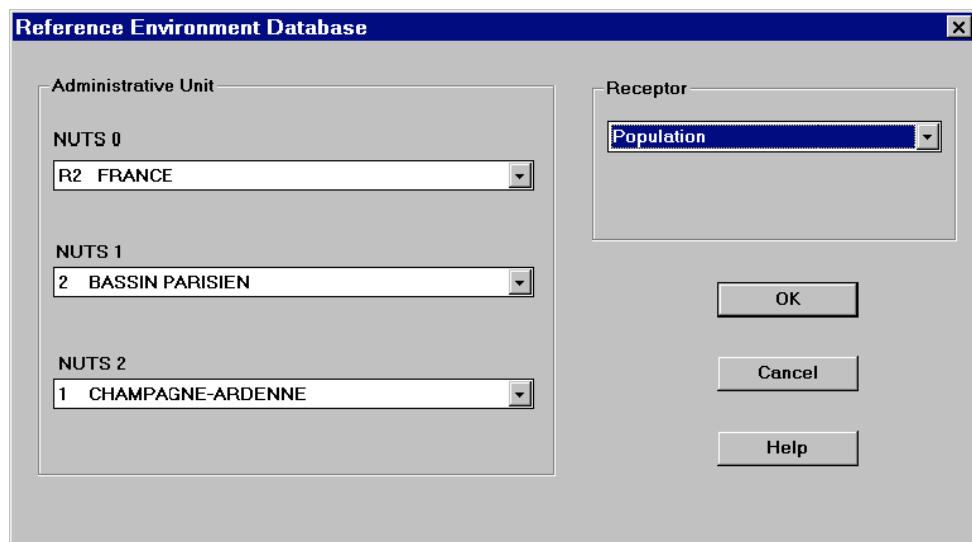 Reference Environment Database
Administrative Unit
NUTS 0
R2 FRANCE
NUTS 1
2 BASSIN PARISIEN
NUTS 2
1 CHAMPAGNE-ARDENNE
Receptor
Population
OK
Cancel
Help